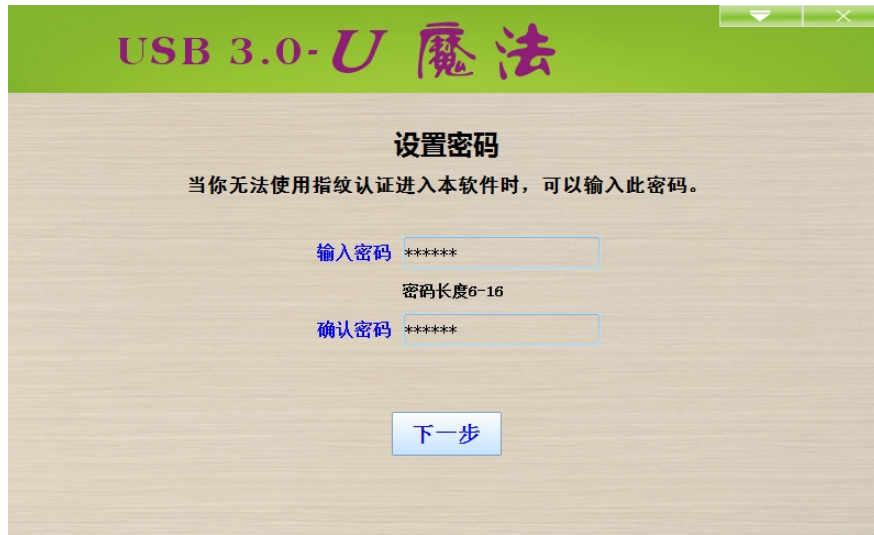 USB 3.0-U 魔法
设置密码
当你无法使用指纹认证进入本软件时，可以输入此密码。
输入密码 ******
密码长度6-16
确认密码 ******
下一步